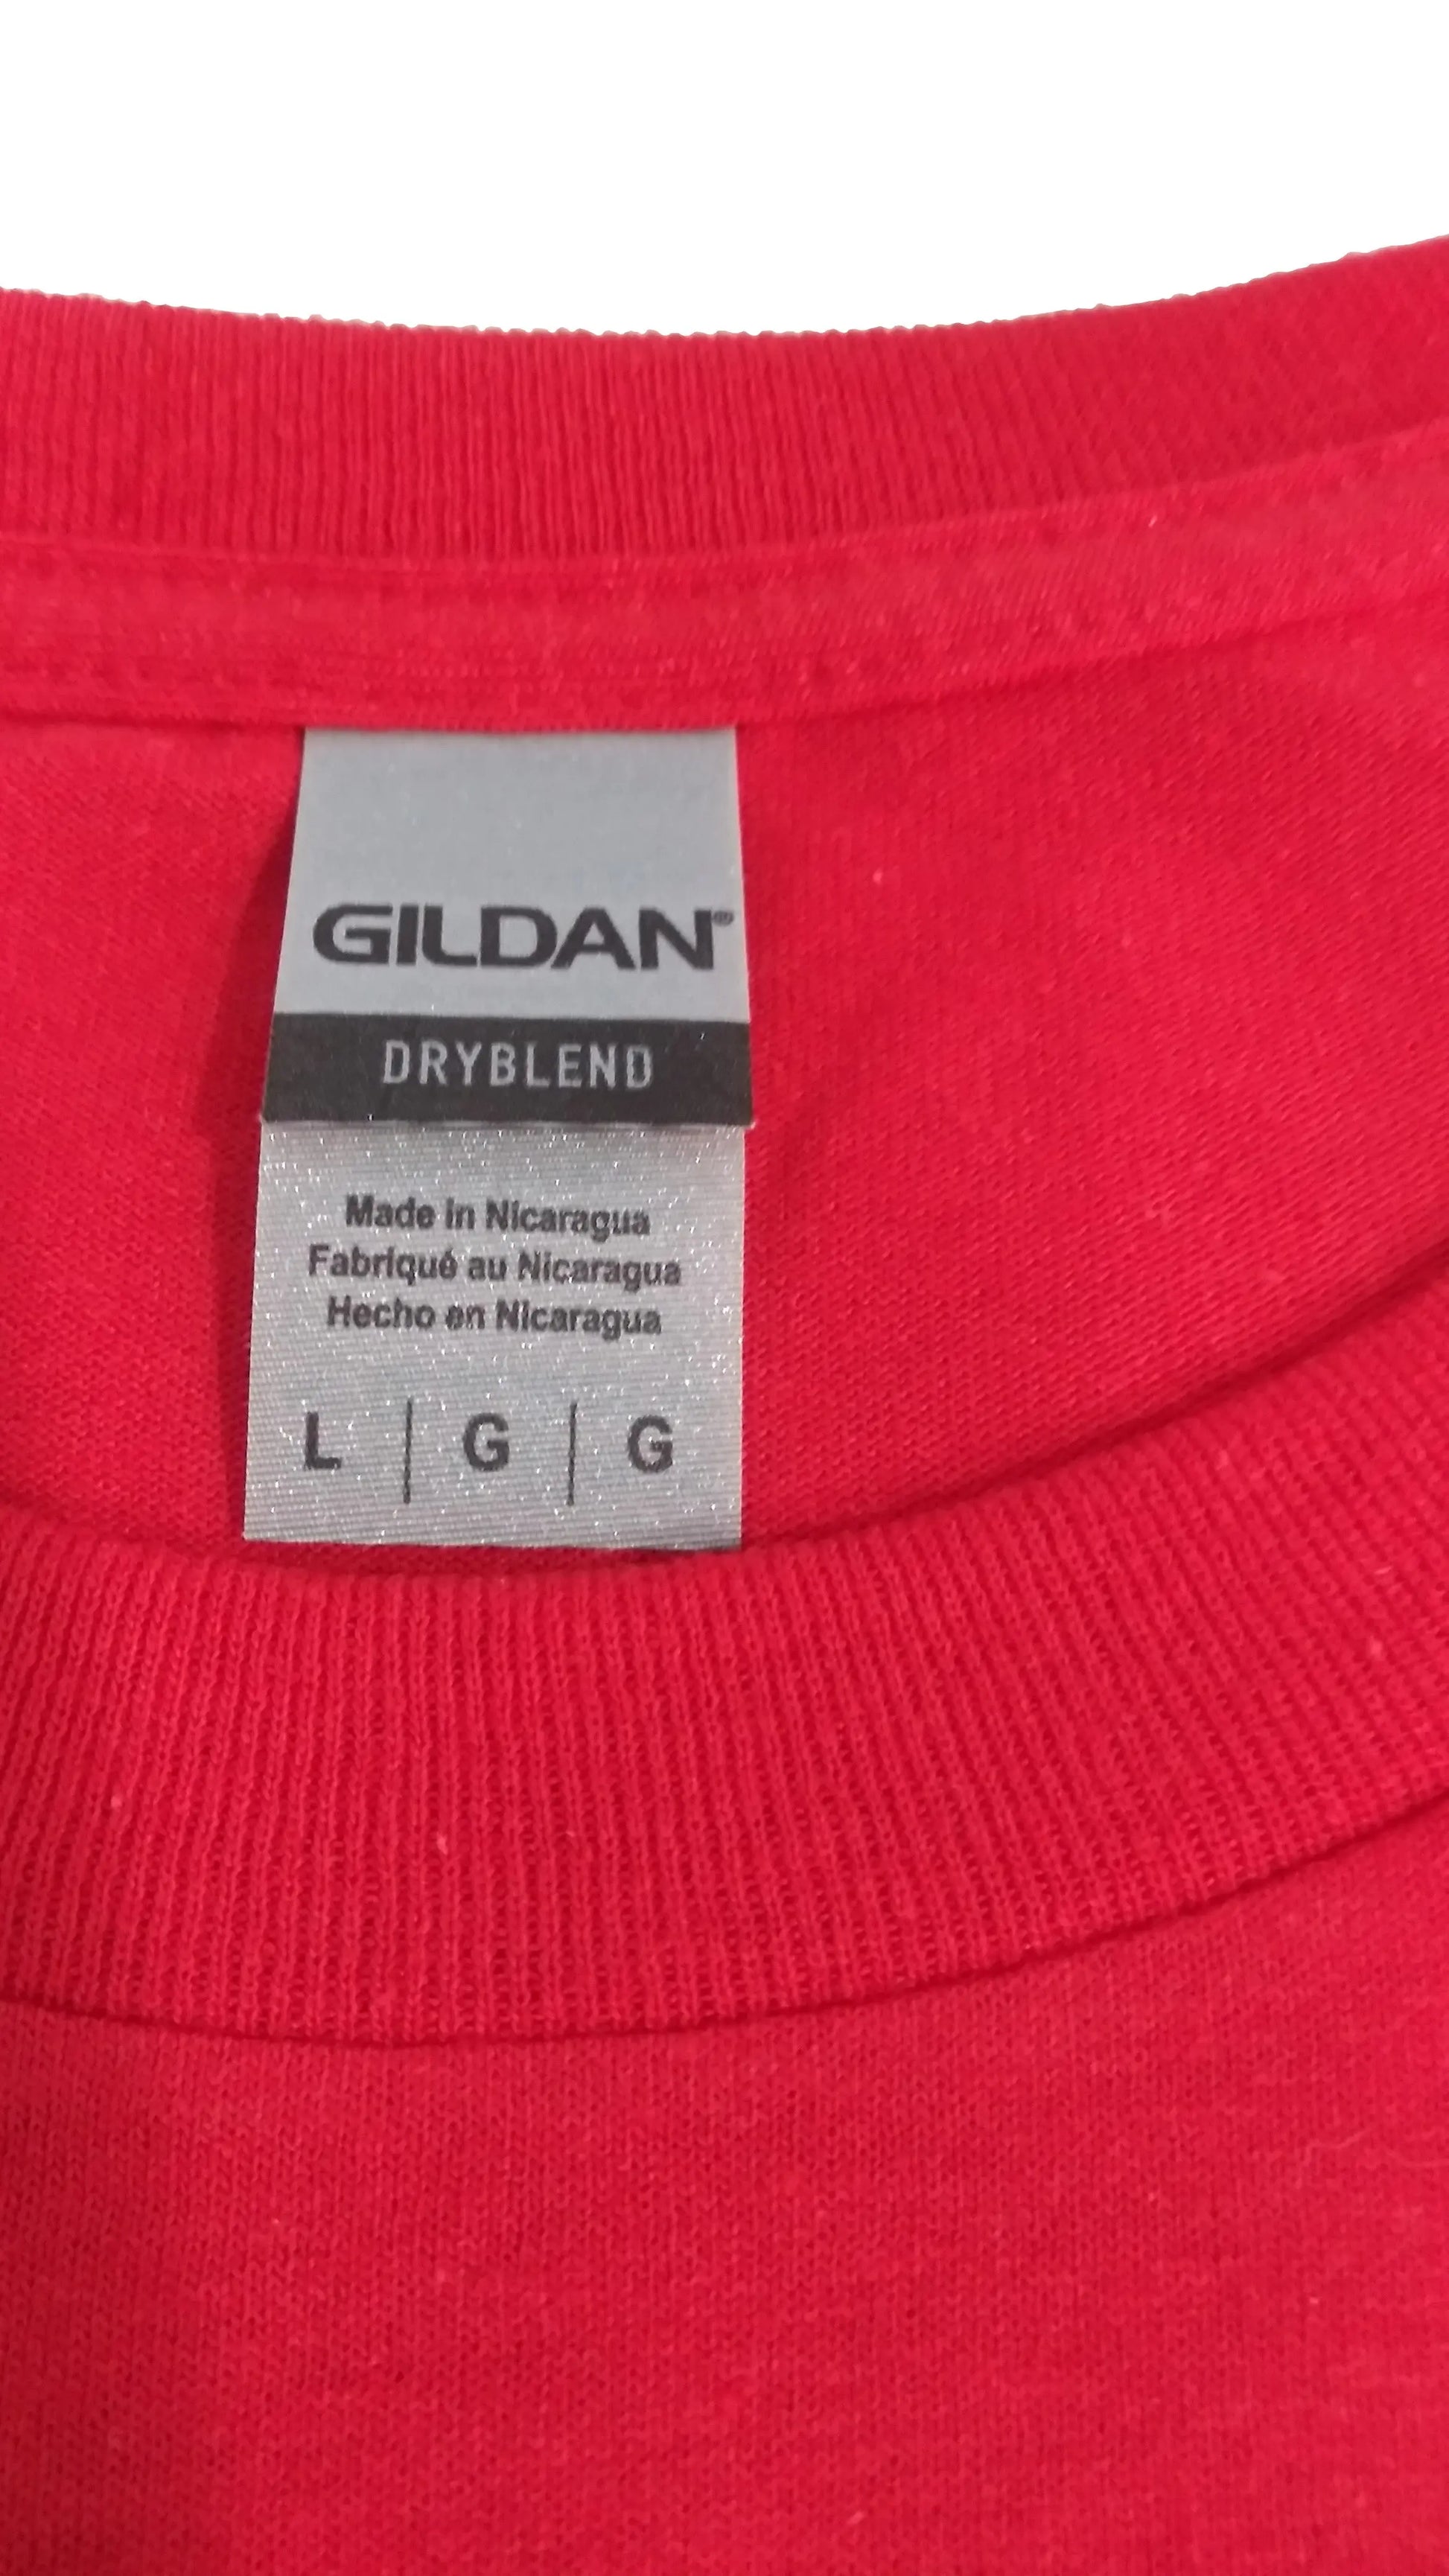 GILDAN®
DRYBLEND
Made in Nicaragua
Fabriqué au Nicaragua
Hecho en Nicaragua
L | G | G